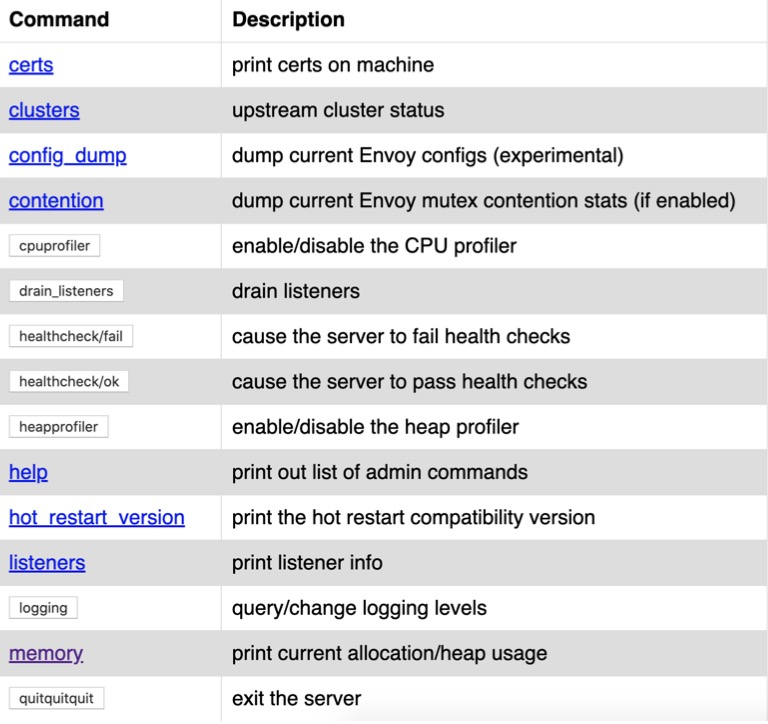 Command Description
certs print certs on machine
clusters upstream cluster status
config_dump dump current Envoy configs (experimental)
contention dump current Envoy mutex contention stats (if enabled)
cpuprofiler enable/disable the CPU profiler
drain_listeners drain listeners
healthcheck/fail cause the server to fail health checks
healthcheck/ok cause the server to pass health checks
heapprofiler enable/disable the heap profiler
help print out list of admin commands
hot_restart_version print the hot restart compatibility version
listeners print listener info
logging query/change logging levels
memory print current allocation/heap usage
quitquitquit exit the server